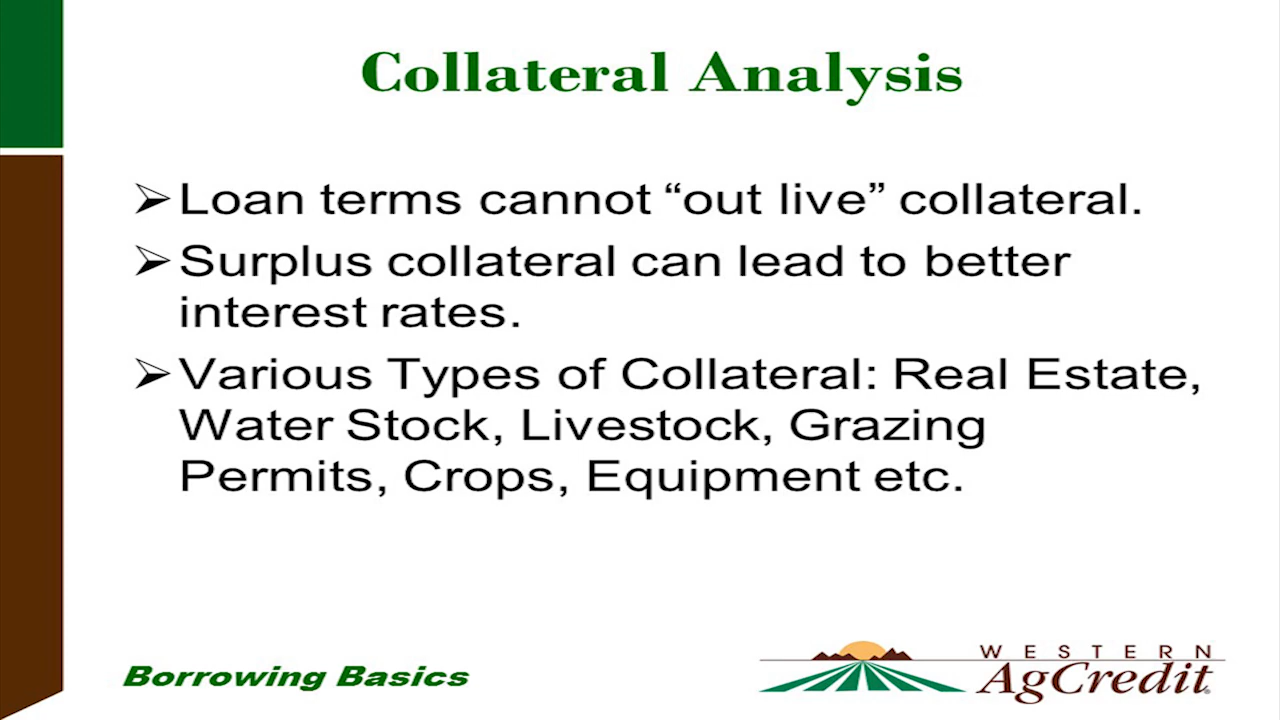 Collateral Analysis
➢Loan terms cannot “out live” collateral.
➢Surplus collateral can lead to better
interest rates.
➢Various Types of Collateral: Real Estate,
Water Stock, Livestock, Grazing
Permits, Crops, Equipment etc.
Borrowing Basics
WESTERN
AgCredit®